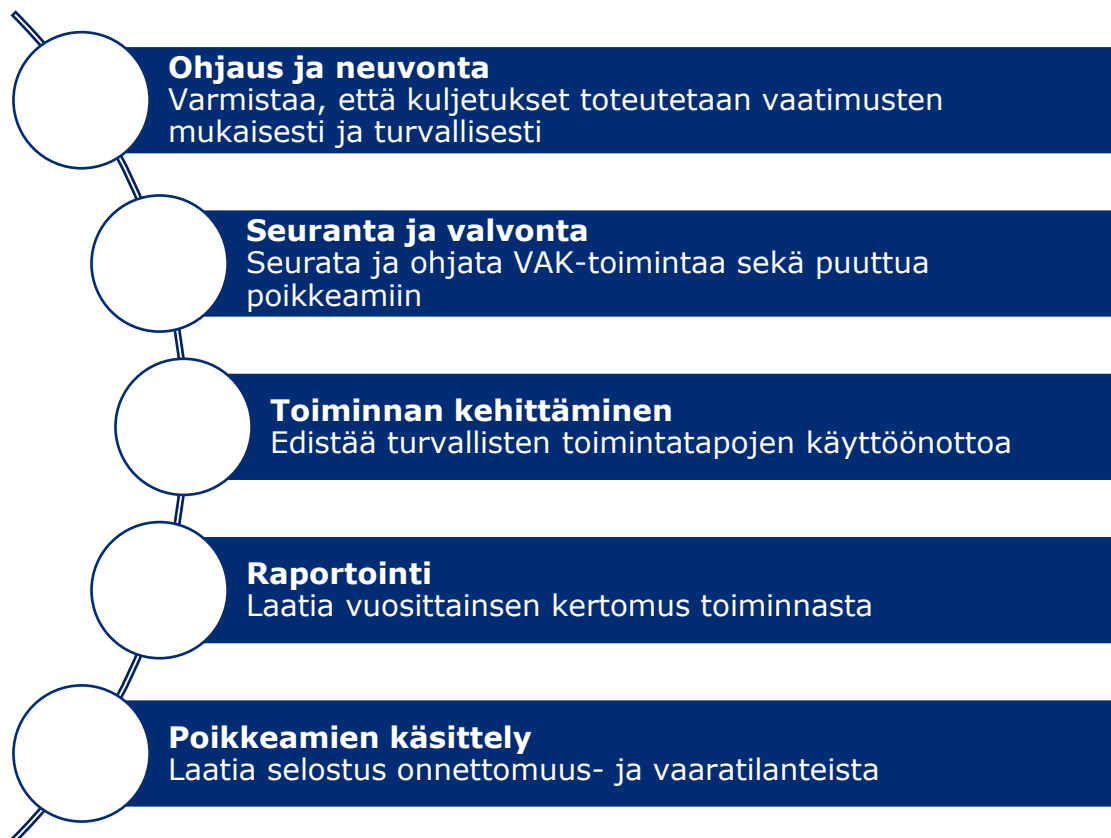 Ohjaus ja neuvonta
Varmistaa, että kuljetukset toteutetaan vaatimusten
mukaisesti ja turvallisesti
Seuranta ja valvonta
Seurata ja ohjata VAK-toimintaa sekä puuttua
poikkeamiin
Toiminnan kehittäminen
Edistää turvallisten toimintatapojen käyttöönottoa
Raportointi
Laatia vuosittainsen kertomus toiminnasta
Poikkeamien käsittely
Laatia selostus onnettomuus- ja vaaratilanteista